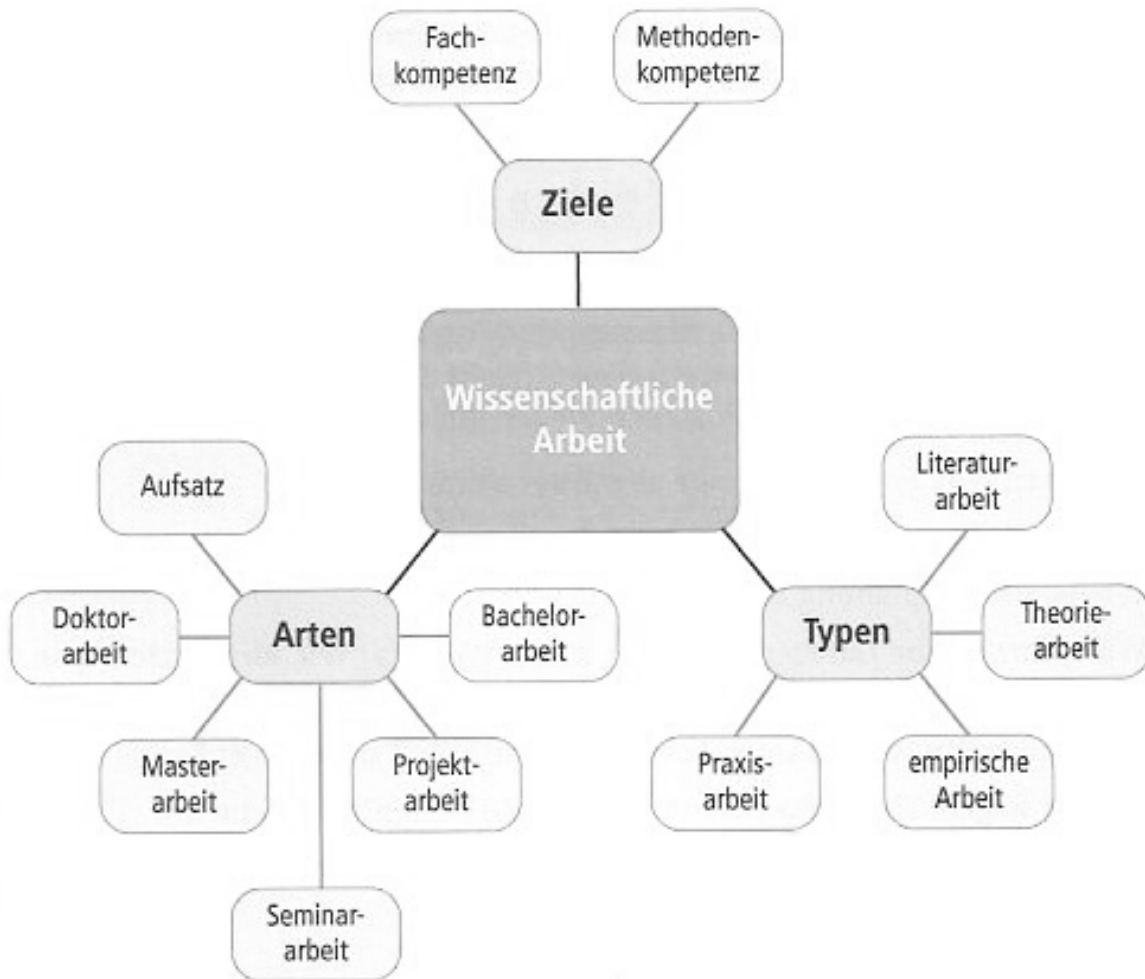 Fach-
kompetenz
Methoden-
kompetenz
Ziele
Wissenschaftliche
Arbeit
Aufsatz
Doktor-
arbeit
Arten
Bachelor-
arbeit
Master-
arbeit
Projekt-
arbeit
Seminar-
arbeit
Literatur-
arbeit
Typen
Theorie-
arbeit
Praxis-
arbeit
empirische
Arbeit